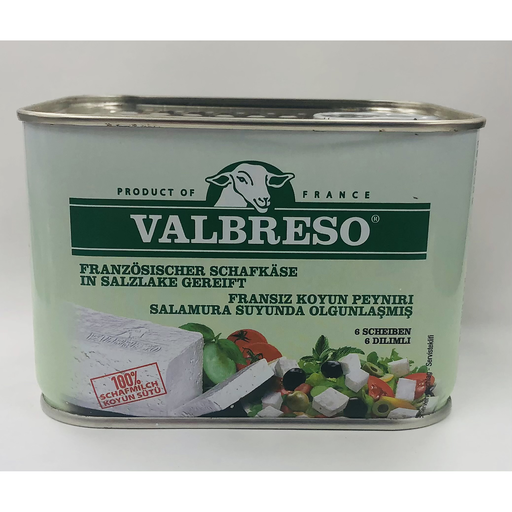 PRODUCT OF FRANCE
VALBRESO®
FRANZÖSISCHER SCHAFKÄSE
IN SALZLAKE GEREIFT
FRANSIZ KOYUN PEYNIRI
SALAMURA SUYUNDA OLGUNLAŞMIŞ
6 SCHEIBEN
6 DILIMLI
100%
SCHAFMILCH
KOYUN SÜTÜ